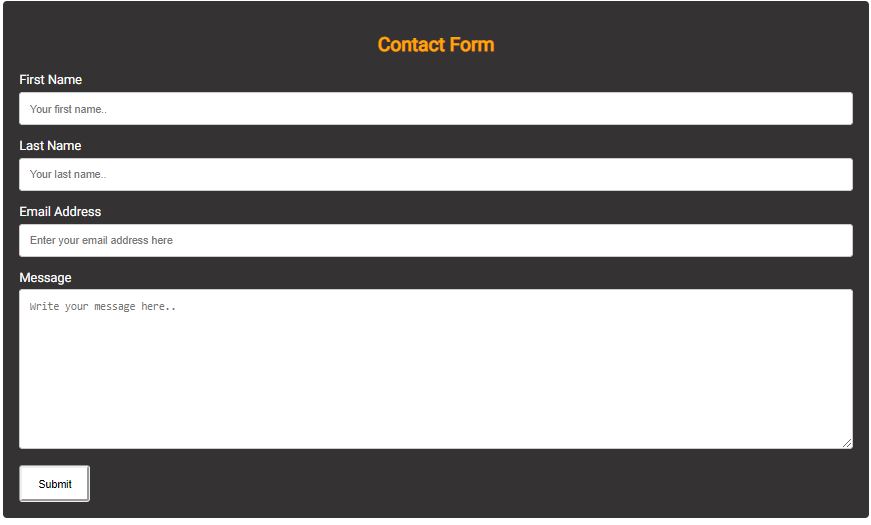 Contact Form
First Name
Your first name..
Last Name
Your last name..
Email Address
Enter your email address here
Message
Write your message here..
Submit